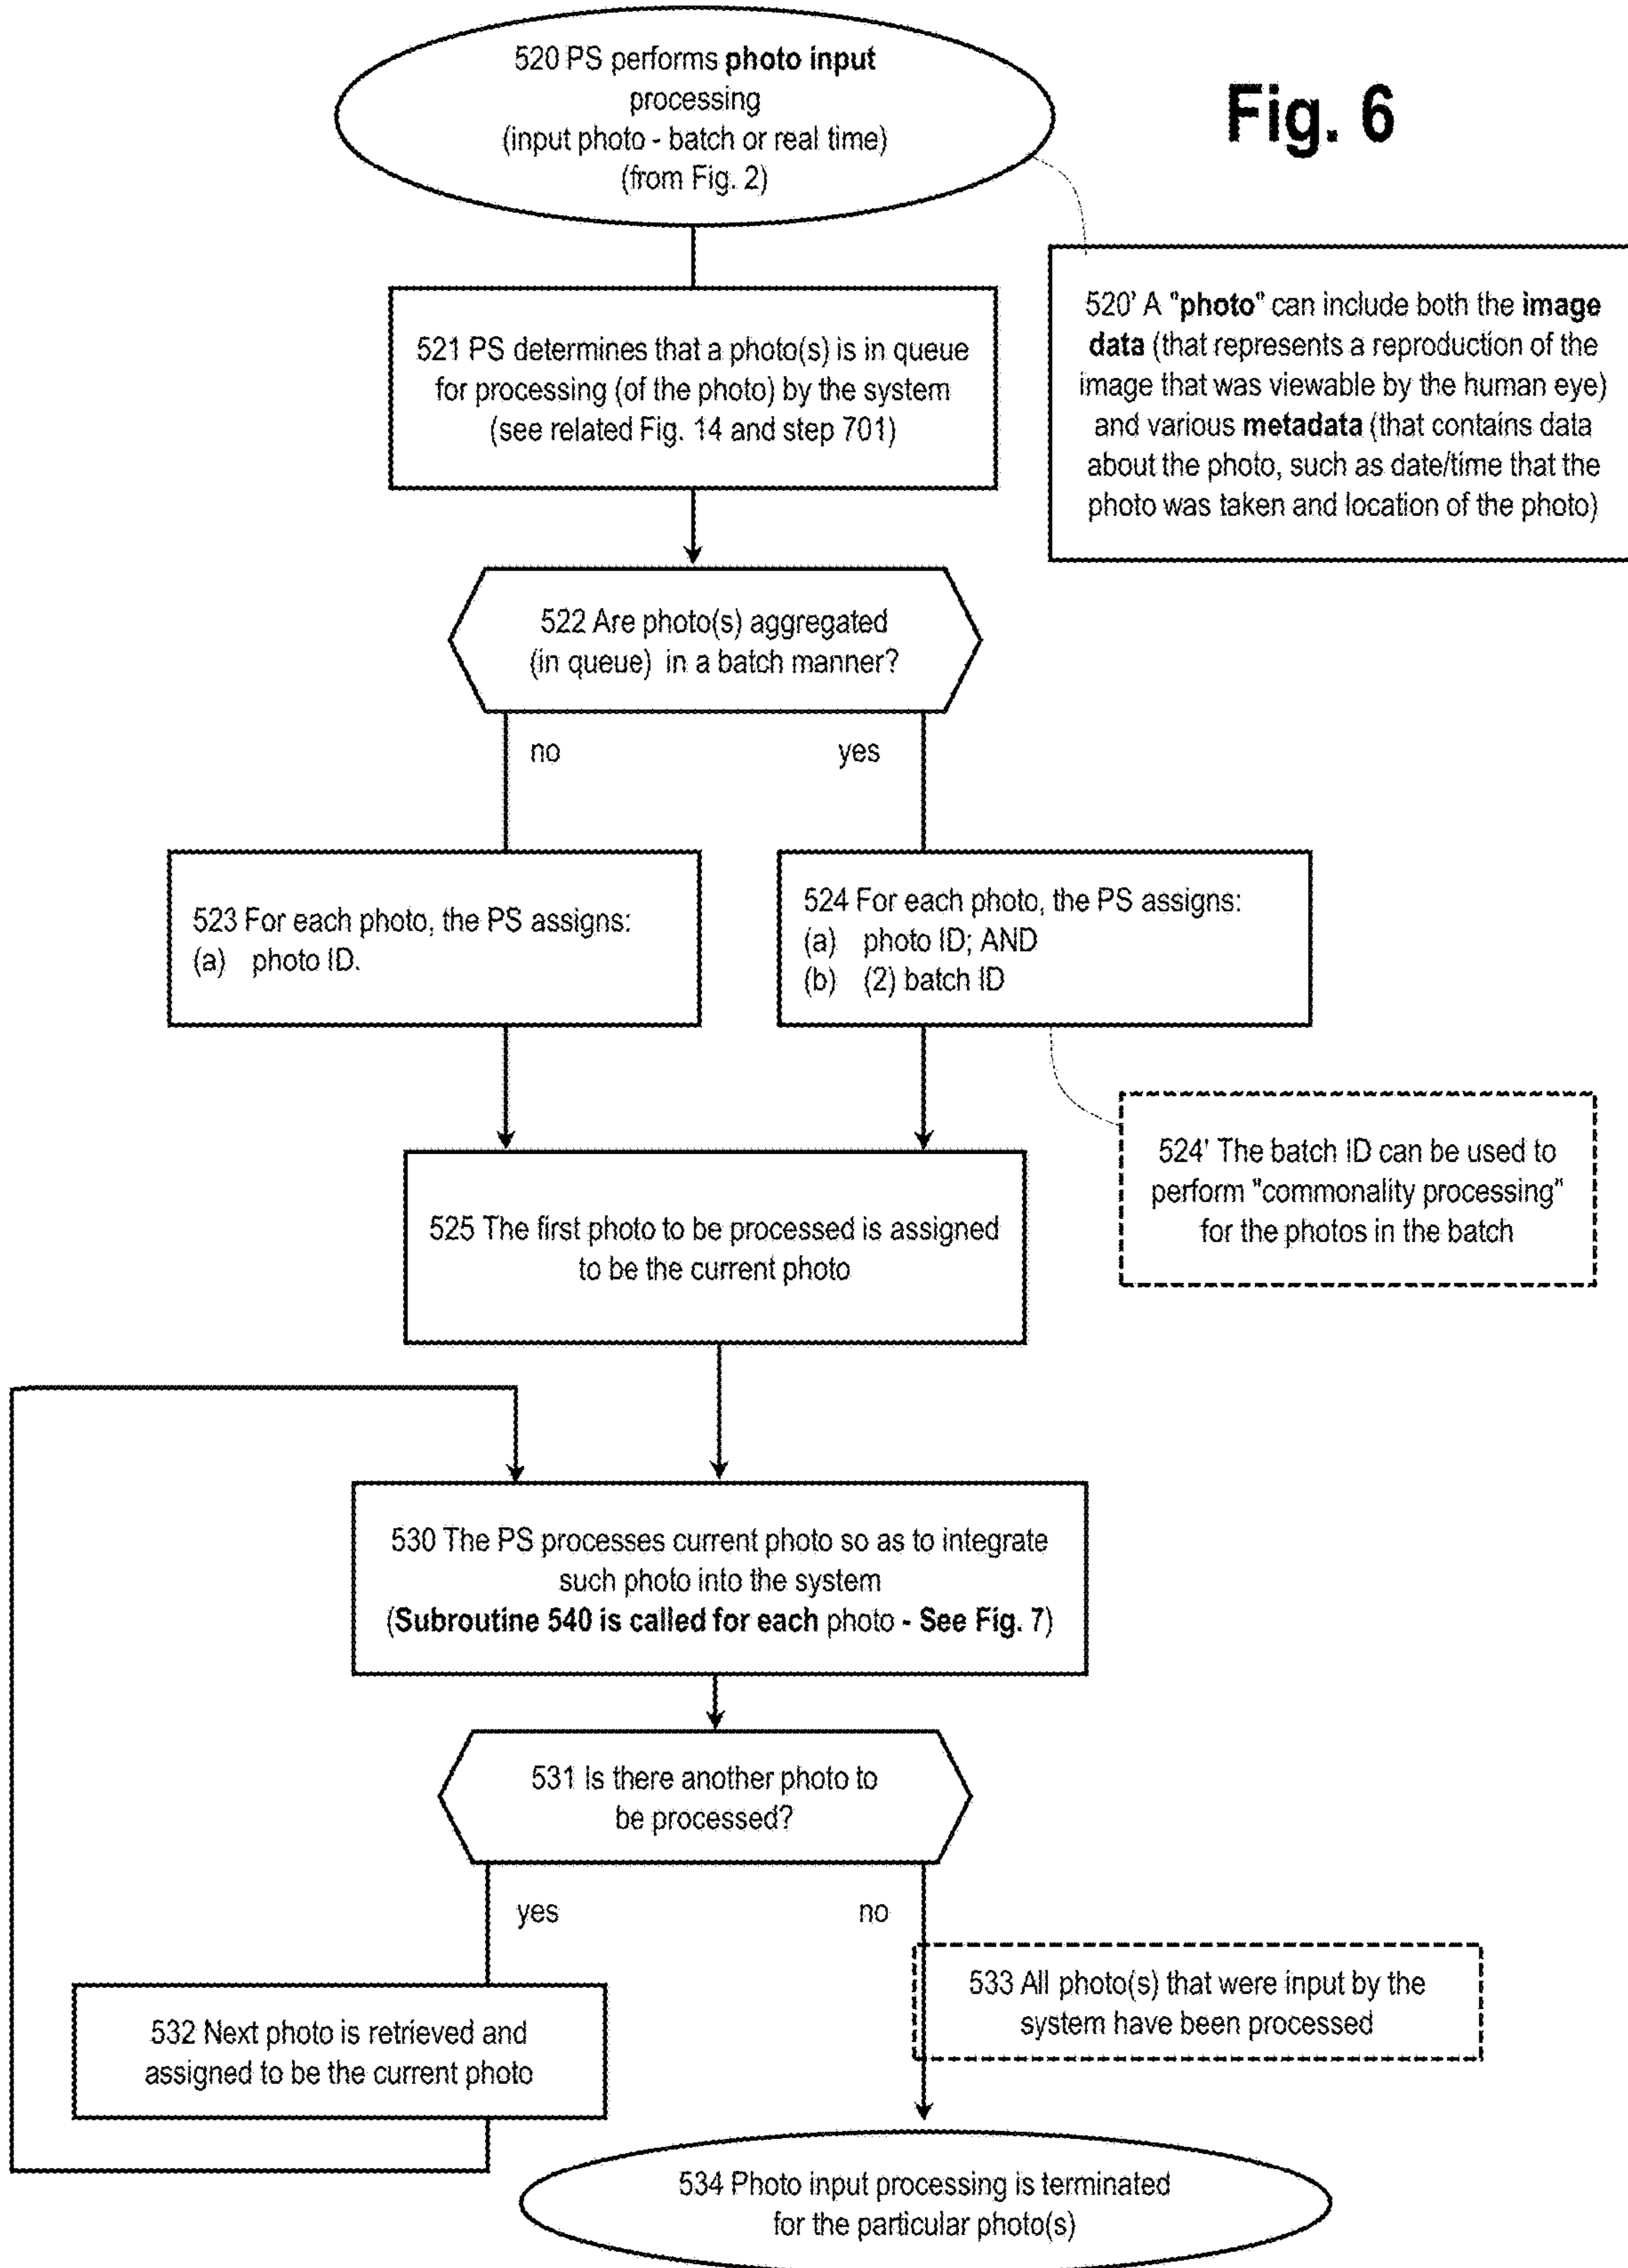 520 PS performs photo input
processing
(input photo - batch or real time)
(from Fig. 2)
Fig. 6
520' A "photo" can include both the image
data (that represents a reproduction of the
image that was viewable by the human eye)
and various metadata (that contains data
about the photo, such as date/time that the
photo was taken and location of the photo)
521 PS determines that a photo(s) is in queue
for processing (of the photo) by the system
(see related Fig. 14 and step 701)
522 Are photo(s) aggregated
(in queue) in a batch manner?
no
yes
523 For each photo, the PS assigns:
(a) photo ID.
524 For each photo, the PS assigns:
(a) photo ID; AND
(b) (2) batch ID
524' The batch ID can be used to
perform "commonality processing"
for the photos in the batch
525 The first photo to be processed is assigned
to be the current photo
530 The PS processes current photo so as to integrate
such photo into the system
(Subroutine 540 is called for each photo - See Fig. 7)
531 Is there another photo to
be processed?
yes
no
533 All photo(s) that were input by the
system have been processed
532 Next photo is retrieved and
assigned to be the current photo
534 Photo input processing is terminated
for the particular photo(s)